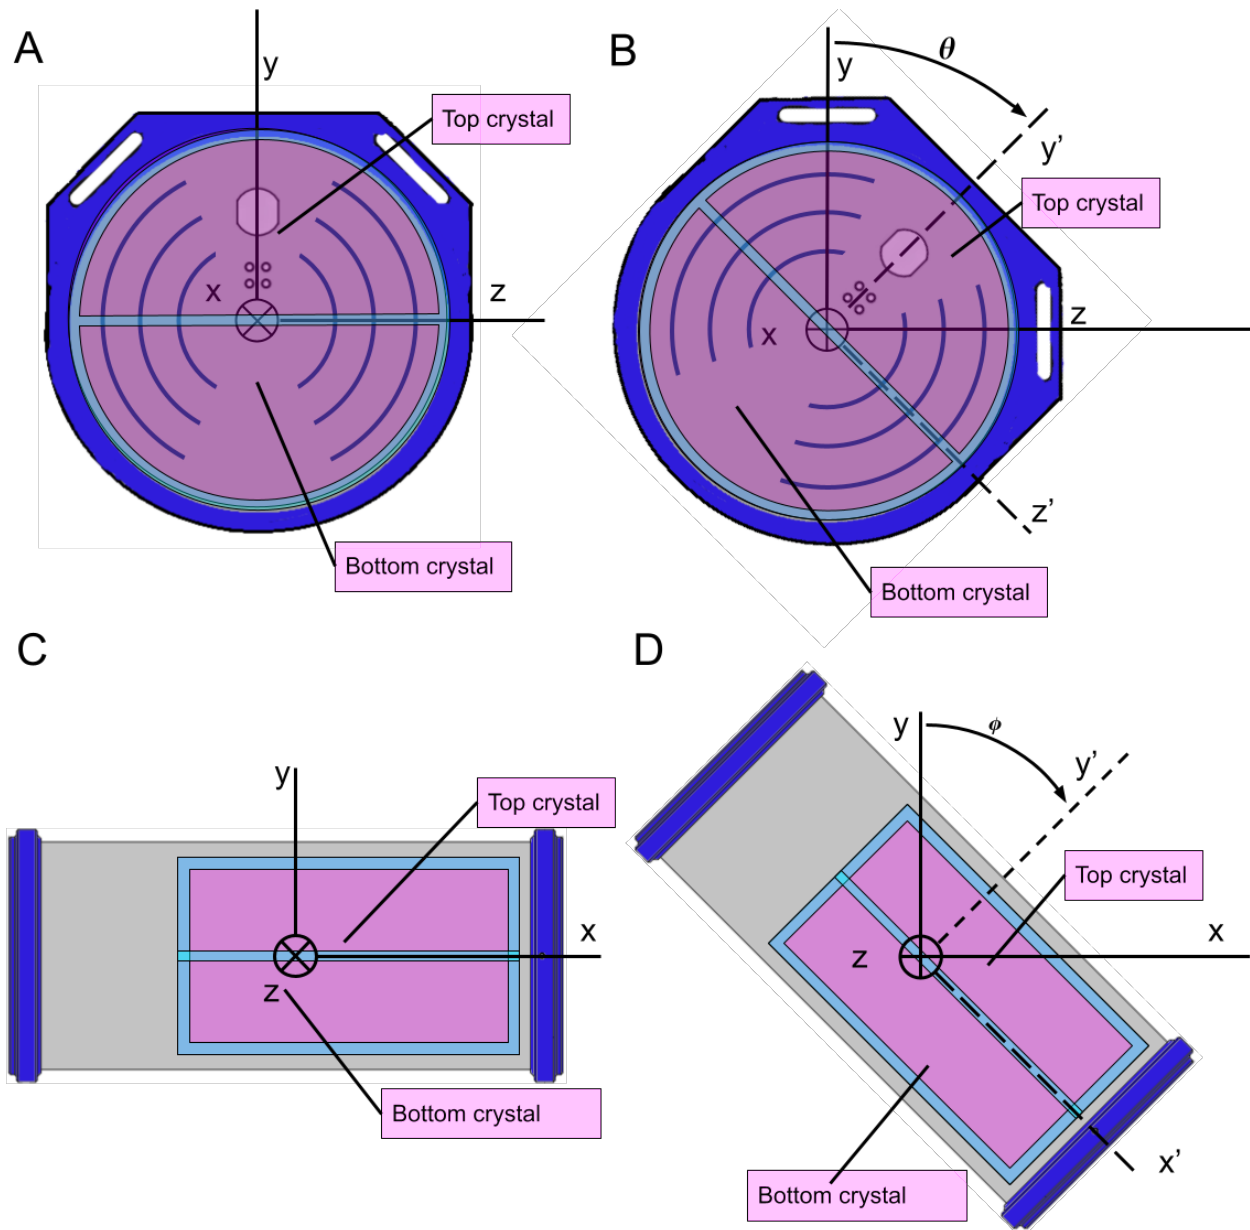 A
y
Top crystal
x
z
Bottom crystal
B
θ
y
y’
Top crystal
z
x
z’
Bottom crystal
C
y
Top crystal
x
z
Bottom crystal
D
y
ϕ
y’
Top crystal
x
z
x’
Bottom crystal